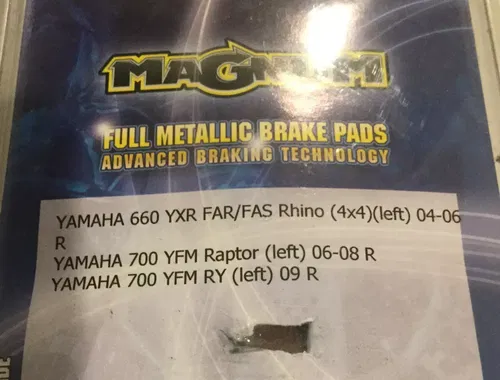 MAGNUM
FULL METALLIC BRAKE PADS
ADVANCED BRAKING TECHNOLOGY
YAMAHA 660 YXR FAR/FAS Rhino (4x4)(left) 04-06
R
YAMAHA 700 YFM Raptor (left) 06-08 R
YAMAHA 700 YFM RY (left) 09 R